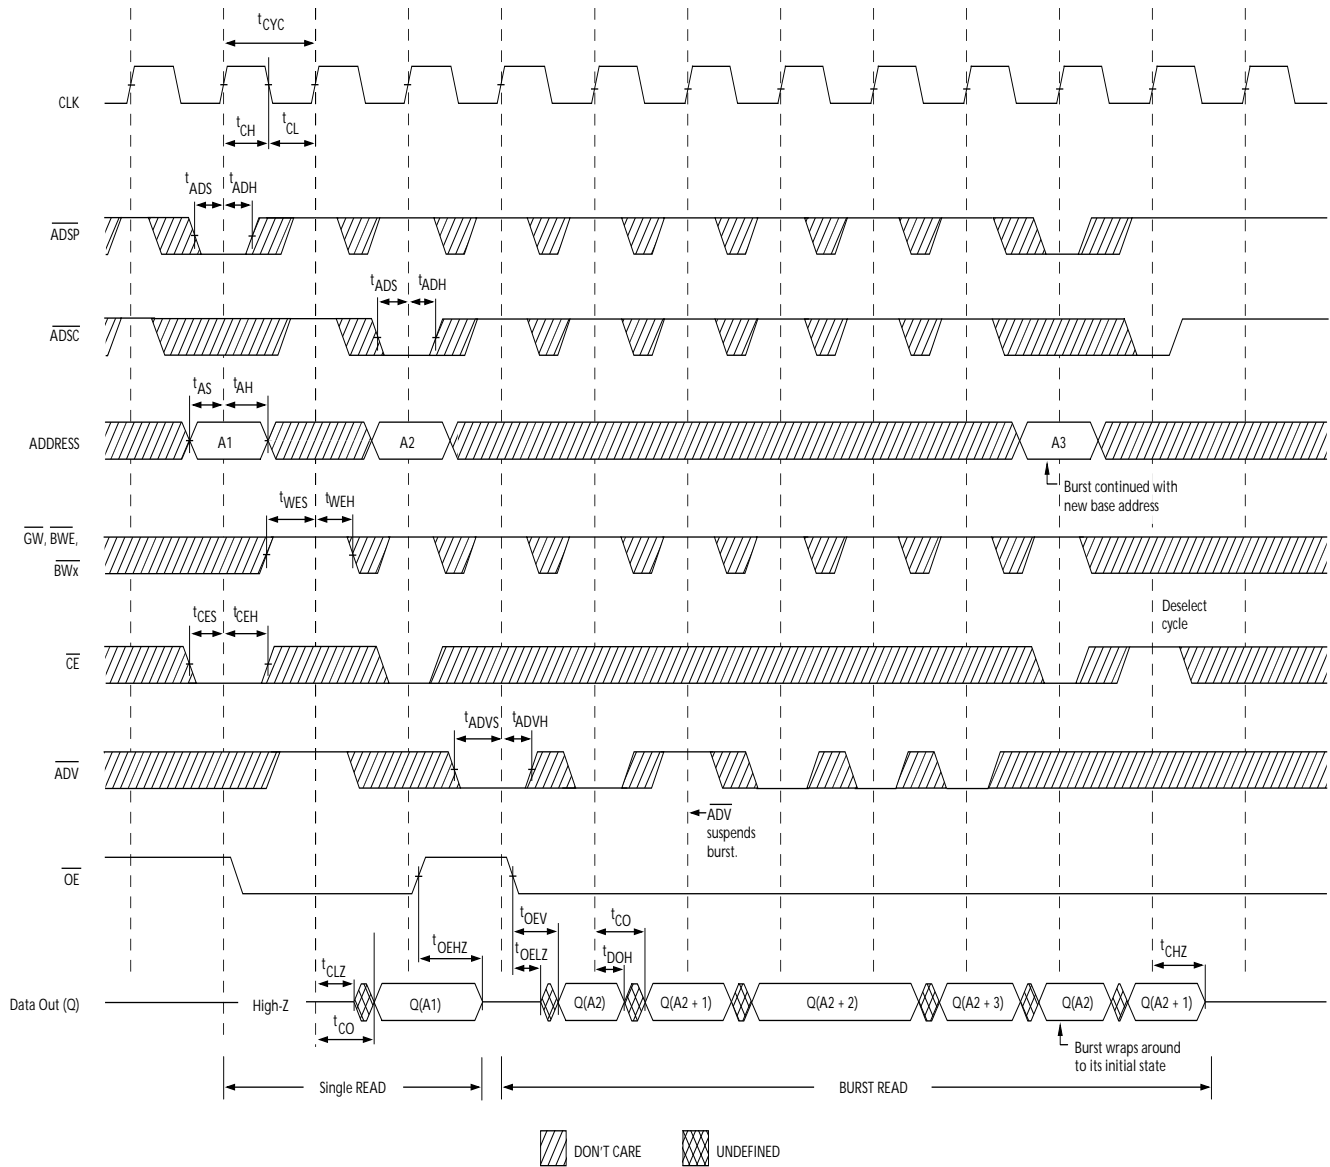 tCYC
CLK
tCH
tCL
tADS
tADH
ADSP
tADS
tADH
ADSC
tAS
tAH
ADDRESS
A1
A2
A3
Burst continued with
new base address
tWES
tWEH
GW, BWE,
BWx
tCES
tCEH
Deselect
cycle
CE
tADVS
tADVH
ADV
ADV
suspends
burst.
OE
tOEV
tCO
tOEHZ
tOELZ
tDOH
tCHZ
tCLZ
Data Out (Q)
High-Z
Q(A1)
Q(A2)
Q(A2 + 1)
Q(A2 + 2)
Q(A2 + 3)
Q(A2)
Q(A2 + 1)
tCO
Burst wraps around
to its initial state
Single READ
BURST READ
DON'T CARE
UNDEFINED